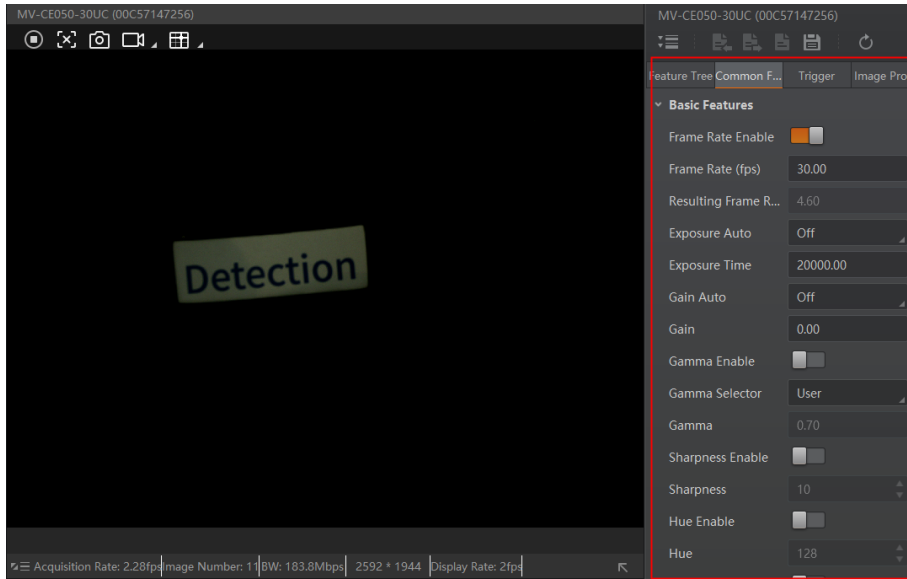 MV-CE050-30UC (00C57147256)
MV-CE050-30UC (00C57147256)
Feature Tree Common F... Trigger Image Pro
Basic Features
Frame Rate Enable
Frame Rate (fps) 30.00
Resulting Frame R... 4.60
Exposure Auto Off
Exposure Time 20000.00
Gain Auto Off
Gain 0.00
Gamma Enable
Gamma Selector User
Gamma 0.70
Sharpness Enable
Sharpness 10
Hue Enable
Hue 128
Detection
Acquisition Rate: 2.28fps Image Number: 11 BW: 183.8Mbps 2592 * 1944 Display Rate: 2fps